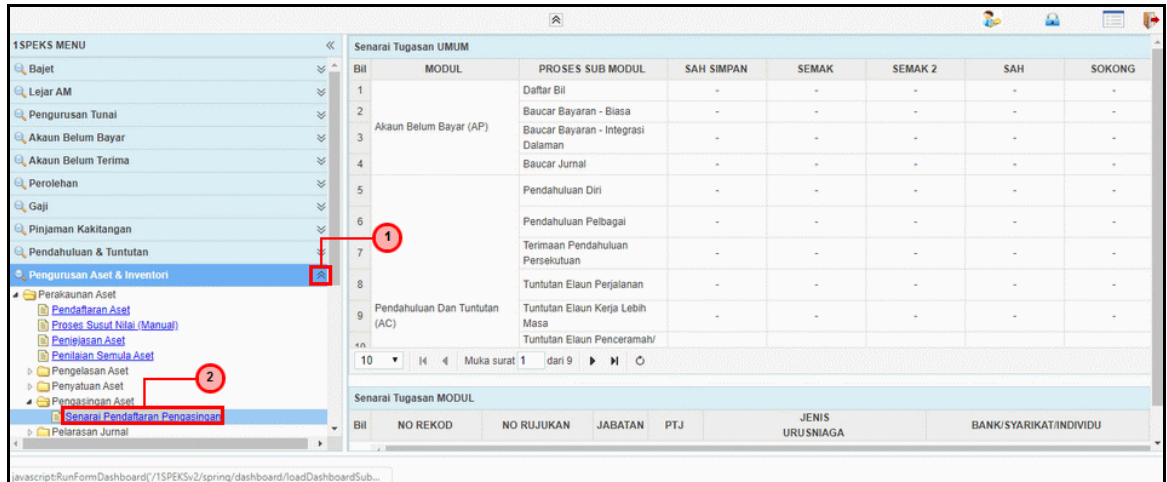 1SPEKS MENU
Bajet
Lejar AM
Pengurusan Tunai
Akaun Belum Bayar
Akaun Belum Terima
Perolehan
Gaji
Pinjaman Kakitangan
Pendahuluan & Tuntutan
Pengurusan Aset & Inventori
Perakaunan Aset
Pendaftaran Aset
Proses Susut Nilai (Manual)
Penjejasan Aset
Penilaian Semula Aset
Pengelasan Aset
Penyatuan Aset
Pengasingan Aset
Senarai Pendaftaran Pengasingan
Pelarasan Jurnal
1
2
Senarai Tugasan UMUM
Bil MODUL PROSES SUB MODUL SAH SIMPAN SEMAK SEMAK 2 SAH SOKONG
1 Daftar Bil - - - - -
2 Baucar Bayaran - Biasa - - - - -
Akaun Belum Bayar (AP)
3 Baucar Bayaran - Integrasi Dalaman - - - - -
4 Baucar Jurnal - - - - -
5 Pendahuluan Diri - - - - -
6 Pendahuluan Pelbagai - - - - -
7 Terimaan Pendahuluan Persekutuan - - - - -
8 Tuntutan Elaun Perjalanan - - - - -
Pendahuluan Dan Tuntutan (AC)
9 Tuntutan Elaun Kerja Lebih Masa - - - - -
10 Tuntutan Elaun Penceramah/
10 Muka surat 1 dari 9
Senarai Tugasan MODUL
Bil NO REKOD NO RUJUKAN JABATAN PTJ JENIS URUSNIAGA BANK/SYARIKAT/INDIVIDU
javascript:RunFormDashboard('/1SPEKSv2/spring/dashboard/loadDashboardSub...